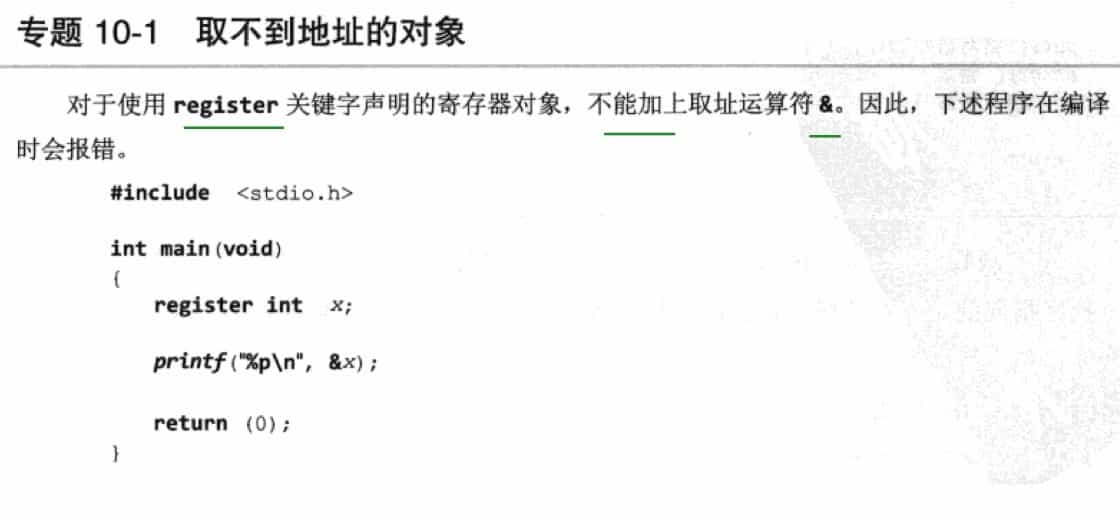 专题 10-1 取不到地址的对象
对于使用 register 关键字声明的寄存器对象，不能加上取址运算符 &。因此，下述程序在编译
时会报错。
#include <stdio.h>
int main(void)
{
register int x;
printf("%p\n", &x);
return (0);
}